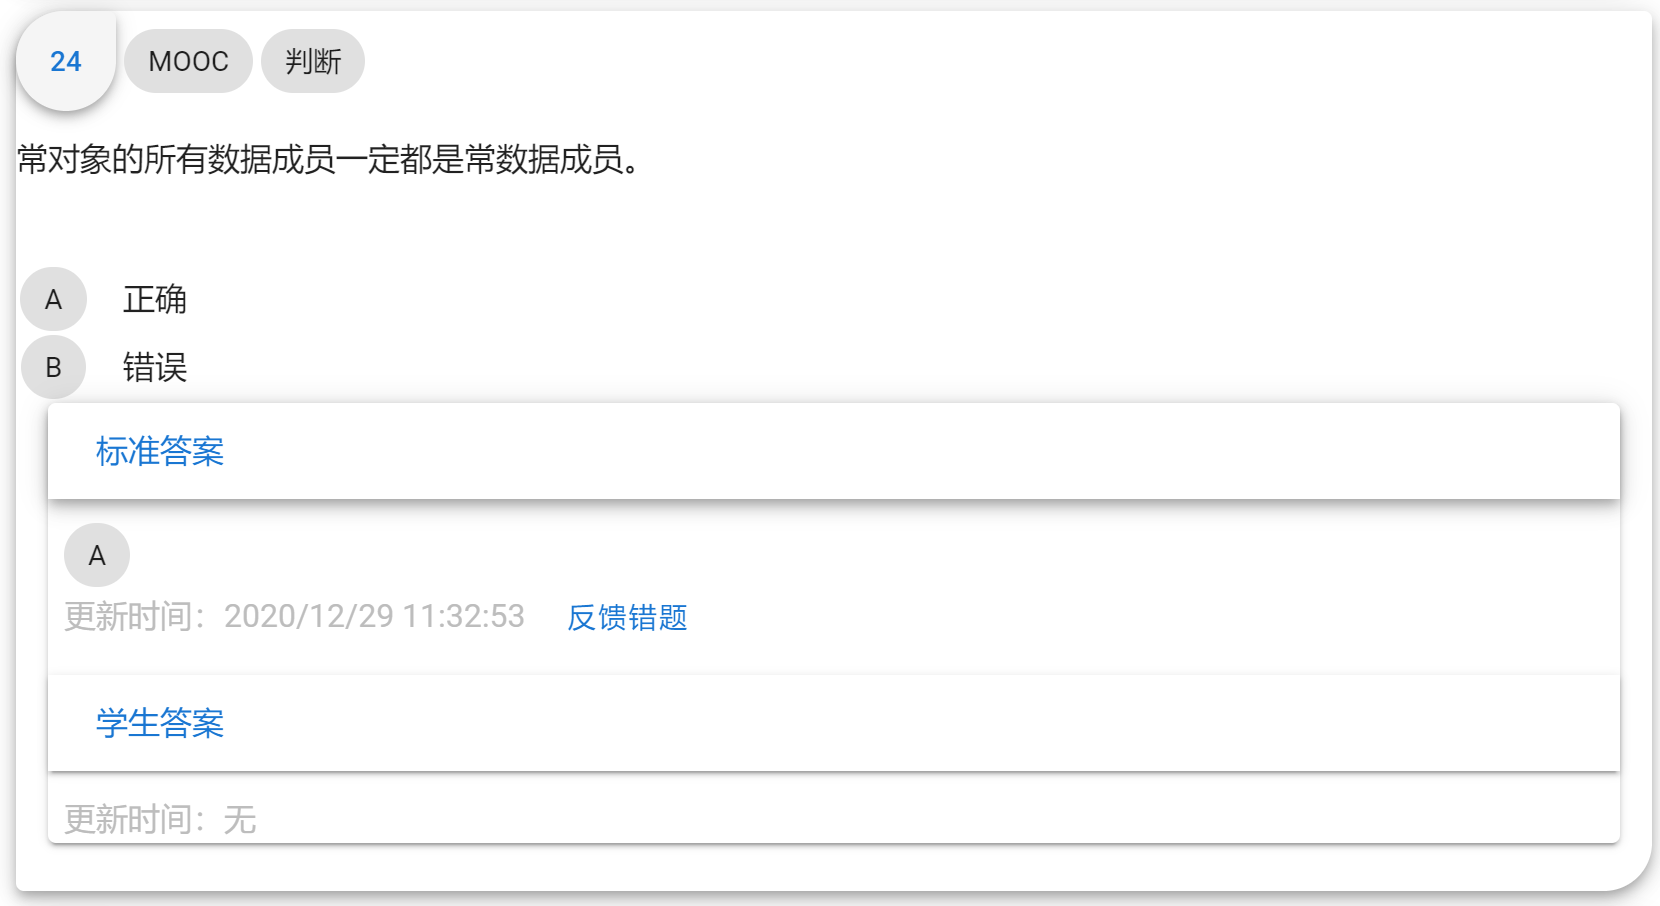 24 MOOC 判断
常对象的所有数据成员一定都是常数据成员。
A 正确
B 错误
标准答案
A
更新时间：2020/12/29 11:32:53 反馈错题
学生答案
更新时间：无